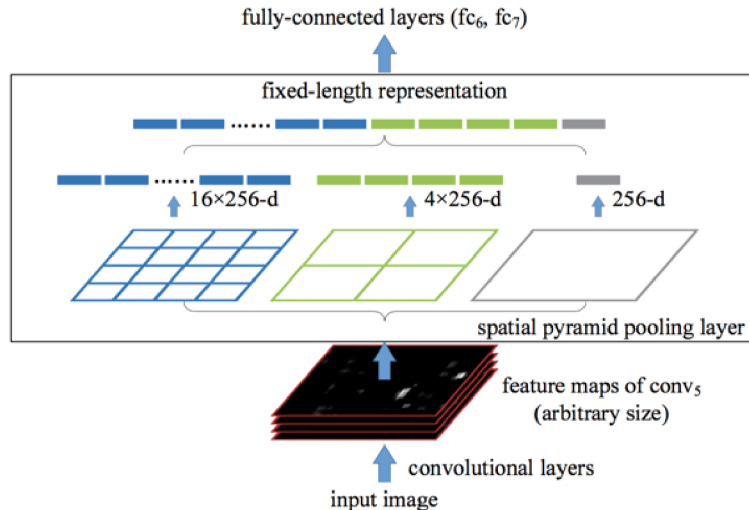 fully-connected layers (fc₆, fc₇)
fixed-length representation
......
......
16×256-d
4×256-d
256-d
spatial pyramid pooling layer
feature maps of conv₅
(arbitrary size)
convolutional layers
input image